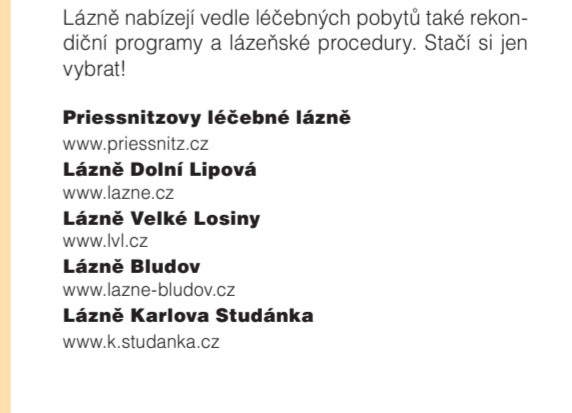 Lázně nabízejí vedle léčebných pobytů také rekon-
diční programy a lázeňské procedury. Stačí si jen
vybrat!
Priessnitzovy léčebné lázně
www.priessnitz.cz
Lázně Dolní Lipová
www.lazne.cz
Lázně Velké Losiny
www.lvl.cz
Lázně Bludov
www.lazne-bludov.cz
Lázně Karlova Studánka
www.k.studanka.cz